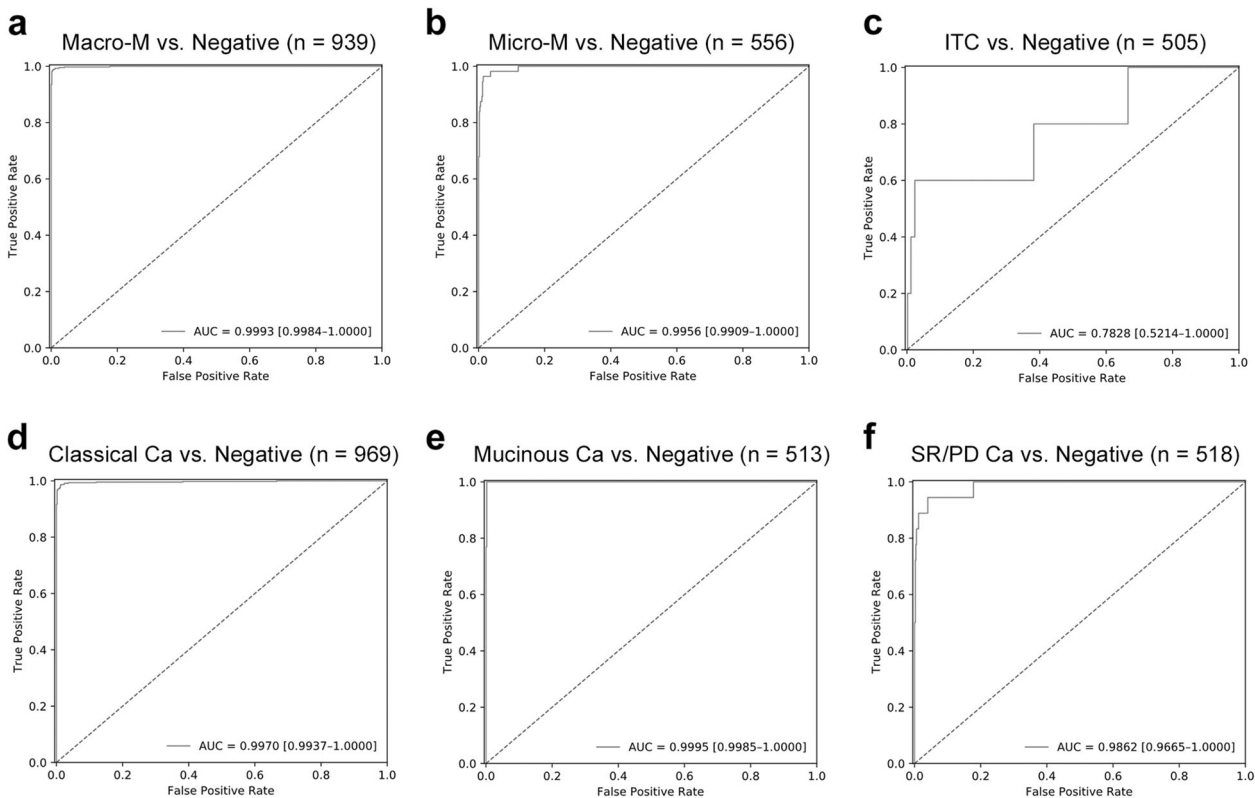 a
Macro-M vs. Negative (n = 939)
1.0
0.8
0.6
0.4
0.2
0.0
True Positive Rate
AUC = 0.9993 [0.9984–1.0000]
0.0 0.2 0.4 0.6 0.8 1.0
False Positive Rate
b
Micro-M vs. Negative (n = 556)
1.0
0.8
0.6
0.4
0.2
0.0
True Positive Rate
AUC = 0.9956 [0.9909–1.0000]
0.0 0.2 0.4 0.6 0.8 1.0
False Positive Rate
c
ITC vs. Negative (n = 505)
1.0
0.8
0.6
0.4
0.2
0.0
True Positive Rate
AUC = 0.7828 [0.5214–1.0000]
0.0 0.2 0.4 0.6 0.8 1.0
False Positive Rate
d
Classical Ca vs. Negative (n = 969)
1.0
0.8
0.6
0.4
0.2
0.0
True Positive Rate
AUC = 0.9970 [0.9937–1.0000]
0.0 0.2 0.4 0.6 0.8 1.0
False Positive Rate
e
Mucinous Ca vs. Negative (n = 513)
1.0
0.8
0.6
0.4
0.2
0.0
True Positive Rate
AUC = 0.9995 [0.9985–1.0000]
0.0 0.2 0.4 0.6 0.8 1.0
False Positive Rate
f
SR/PD Ca vs. Negative (n = 518)
1.0
0.8
0.6
0.4
0.2
0.0
True Positive Rate
AUC = 0.9862 [0.9665–1.0000]
0.0 0.2 0.4 0.6 0.8 1.0
False Positive Rate